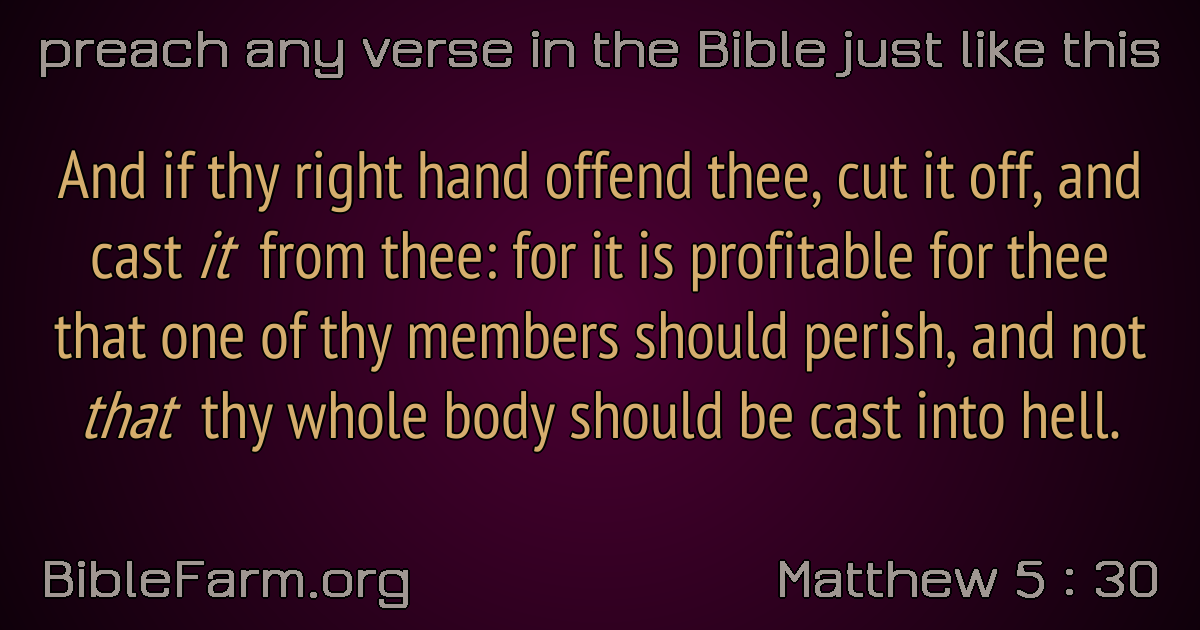 preach any verse in the Bible just like this
And if thy right hand offend thee, cut it off, and
cast it from thee: for it is profitable for thee
that one of thy members should perish, and not
that thy whole body should be cast into hell.
BibleFarm.org
Matthew 5 : 30